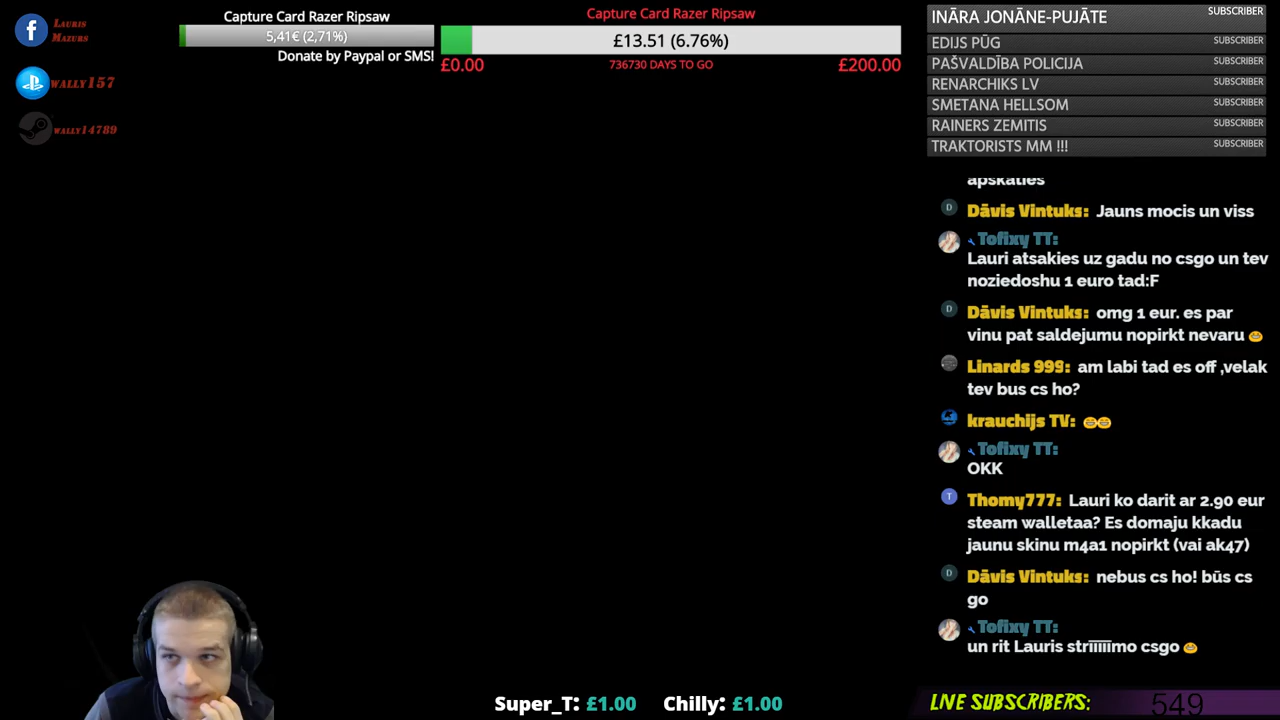 Lauris
Mazurs
wally157
wally14789
Capture Card Razer Ripsaw
5,41€ (2,71%)
Donate by Paypal or SMS!
Capture Card Razer Ripsaw
£13.51 (6.76%)
£0.00 736730 DAYS TO GO £200.00
INĀRA JONĀNE-PUJĀTE SUBSCRIBER
EDIJS PŪG SUBSCRIBER
PAŠVALDĪBA POLICIJA SUBSCRIBER
RENARCHIKS LV SUBSCRIBER
SMETANA HELLSOM SUBSCRIBER
RAINERS ZEMITIS SUBSCRIBER
TRAKTORISTS MM !!! SUBSCRIBER
apskaties
Dāvis Vintuks: Jauns mocis un viss
Tofixy TT:
Lauri atsakies uz gadu no csgo un tev
noziedoshu 1 euro tad:F
Dāvis Vintuks: omg 1 eur. es par
vinu pat saldejumu nopirkt nevaru 😂
Linards 999: am labi tad es off ,velak
tev bus cs ho?
krauchijs TV: 😂😂
Tofixy TT:
OKK
Thomy777: Lauri ko darit ar 2.90 eur
steam walletaa? Es domaju kkadu
jaunu skinu m4a1 nopirkt (vai ak47)
Dāvis Vintuks: nebus cs ho! būs cs
go
Tofixy TT:
un rit Lauris strīīīīīmo csgo 😂
Super_T: £1.00 Chilly: £1.00
LIVE SUBSCRIBERS: 549